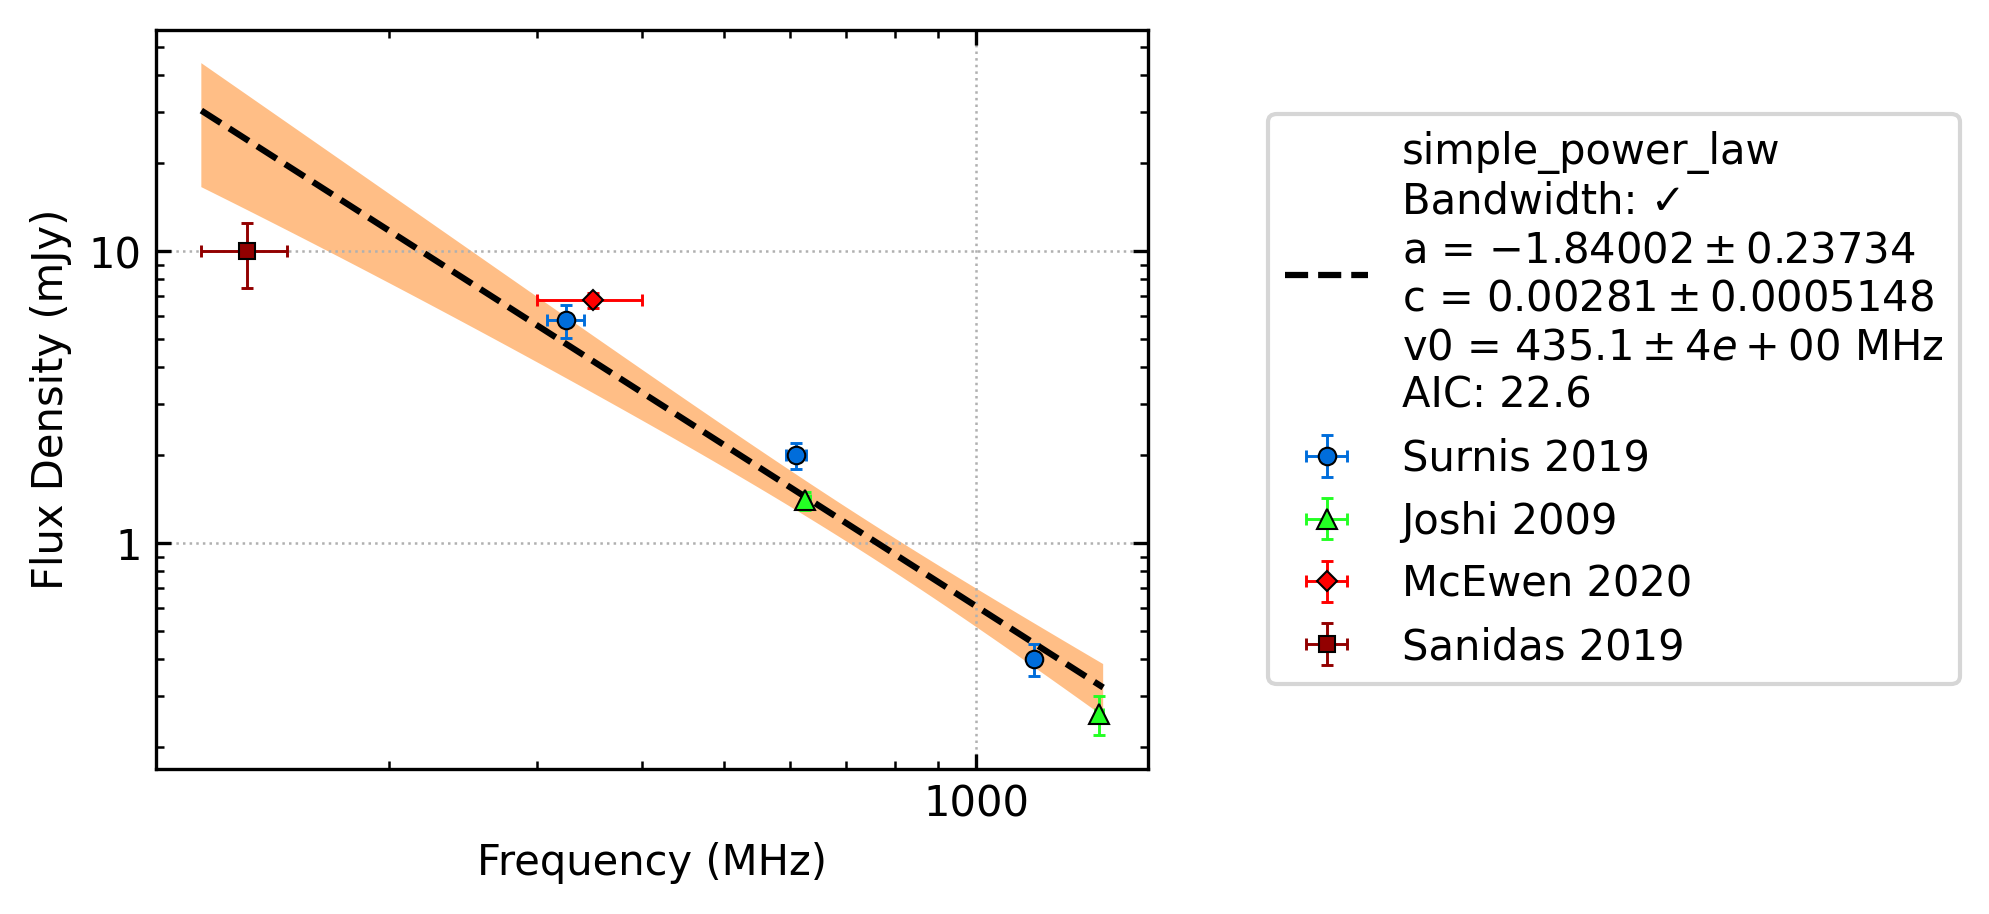 Flux Density (mJy)
10
1
1000
Frequency (MHz)
simple_power_law
Bandwidth: ✓
a = −1.84002 ± 0.23734
c = 0.00281 ± 0.0005148
v0 = 435.1 ± 4e + 00 MHz
AIC: 22.6
Surnis 2019
Joshi 2009
McEwen 2020
Sanidas 2019